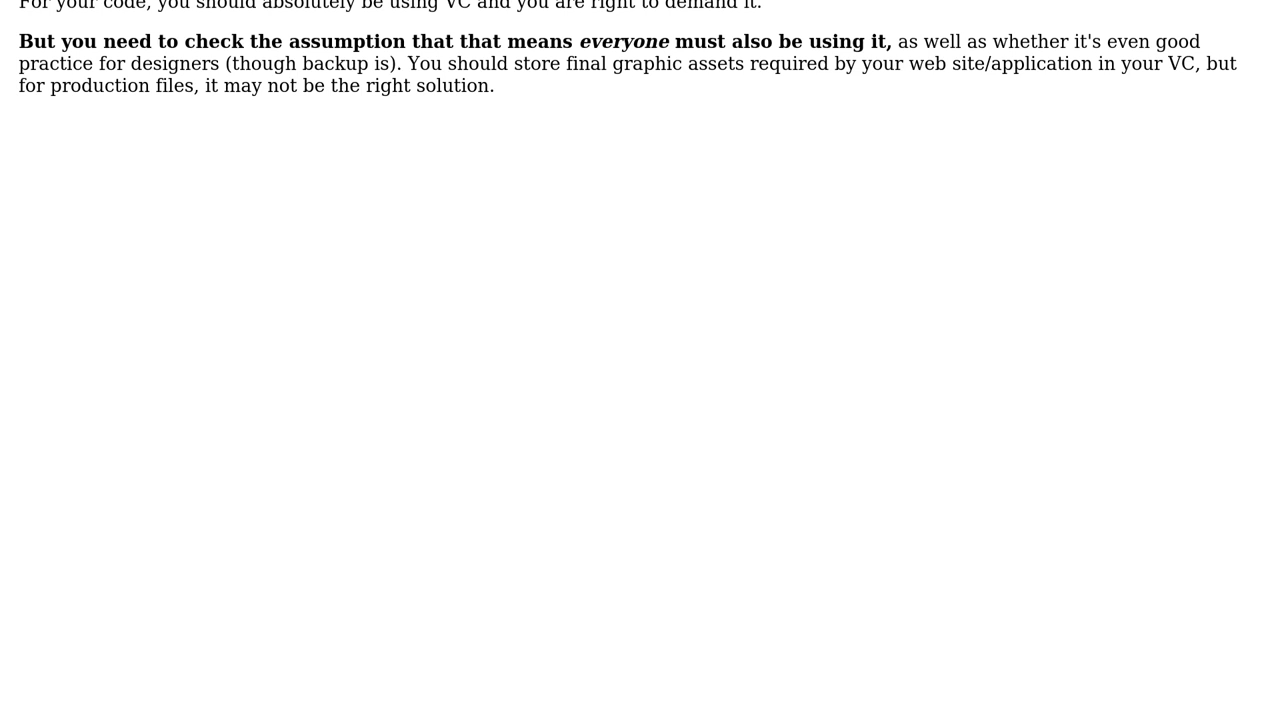 For your code, you should absolutely be using VC and you are right to demand it.
But you need to check the assumption that that means everyone must also be using it, as well as whether it's even good
practice for designers (though backup is). You should store final graphic assets required by your web site/application in your VC, but
for production files, it may not be the right solution.